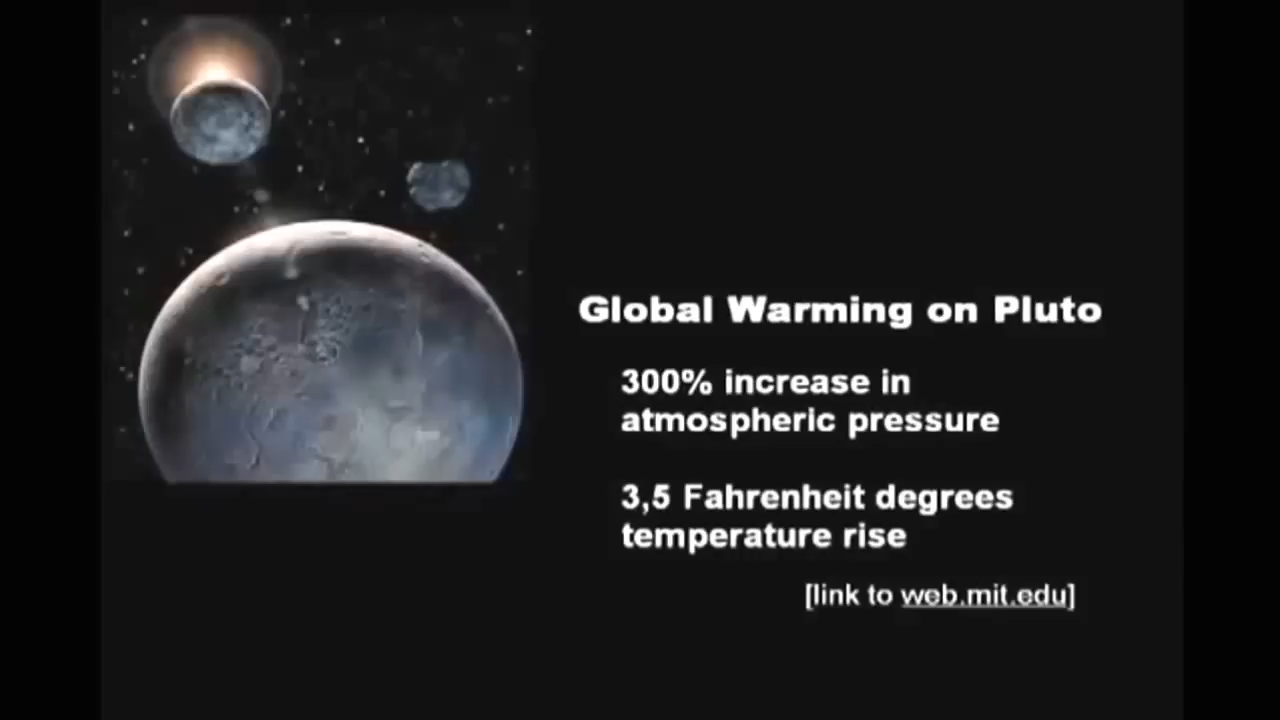 Global Warming on Pluto
300% increase in
atmospheric pressure
3,5 Fahrenheit degrees
temperature rise
[link to web.mit.edu]